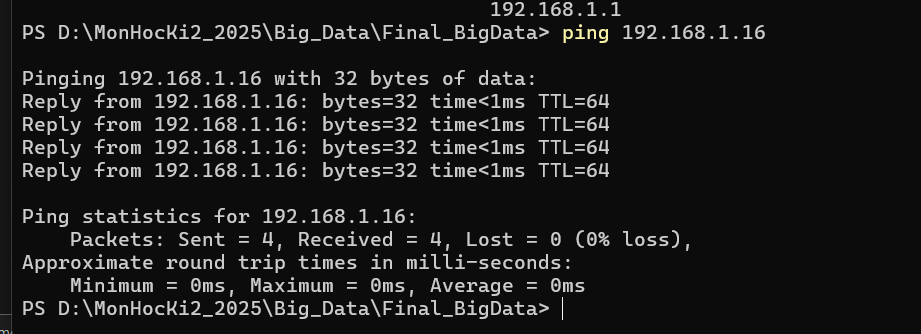 192.168.1.1
PS D:\MonHocKi2_2025\Big_Data\Final_BigData> ping 192.168.1.16
Pinging 192.168.1.16 with 32 bytes of data:
Reply from 192.168.1.16: bytes=32 time<1ms TTL=64
Reply from 192.168.1.16: bytes=32 time<1ms TTL=64
Reply from 192.168.1.16: bytes=32 time<1ms TTL=64
Reply from 192.168.1.16: bytes=32 time<1ms TTL=64
Ping statistics for 192.168.1.16:
    Packets: Sent = 4, Received = 4, Lost = 0 (0% loss),
Approximate round trip times in milli-seconds:
    Minimum = 0ms, Maximum = 0ms, Average = 0ms
PS D:\MonHocKi2_2025\Big_Data\Final_BigData>